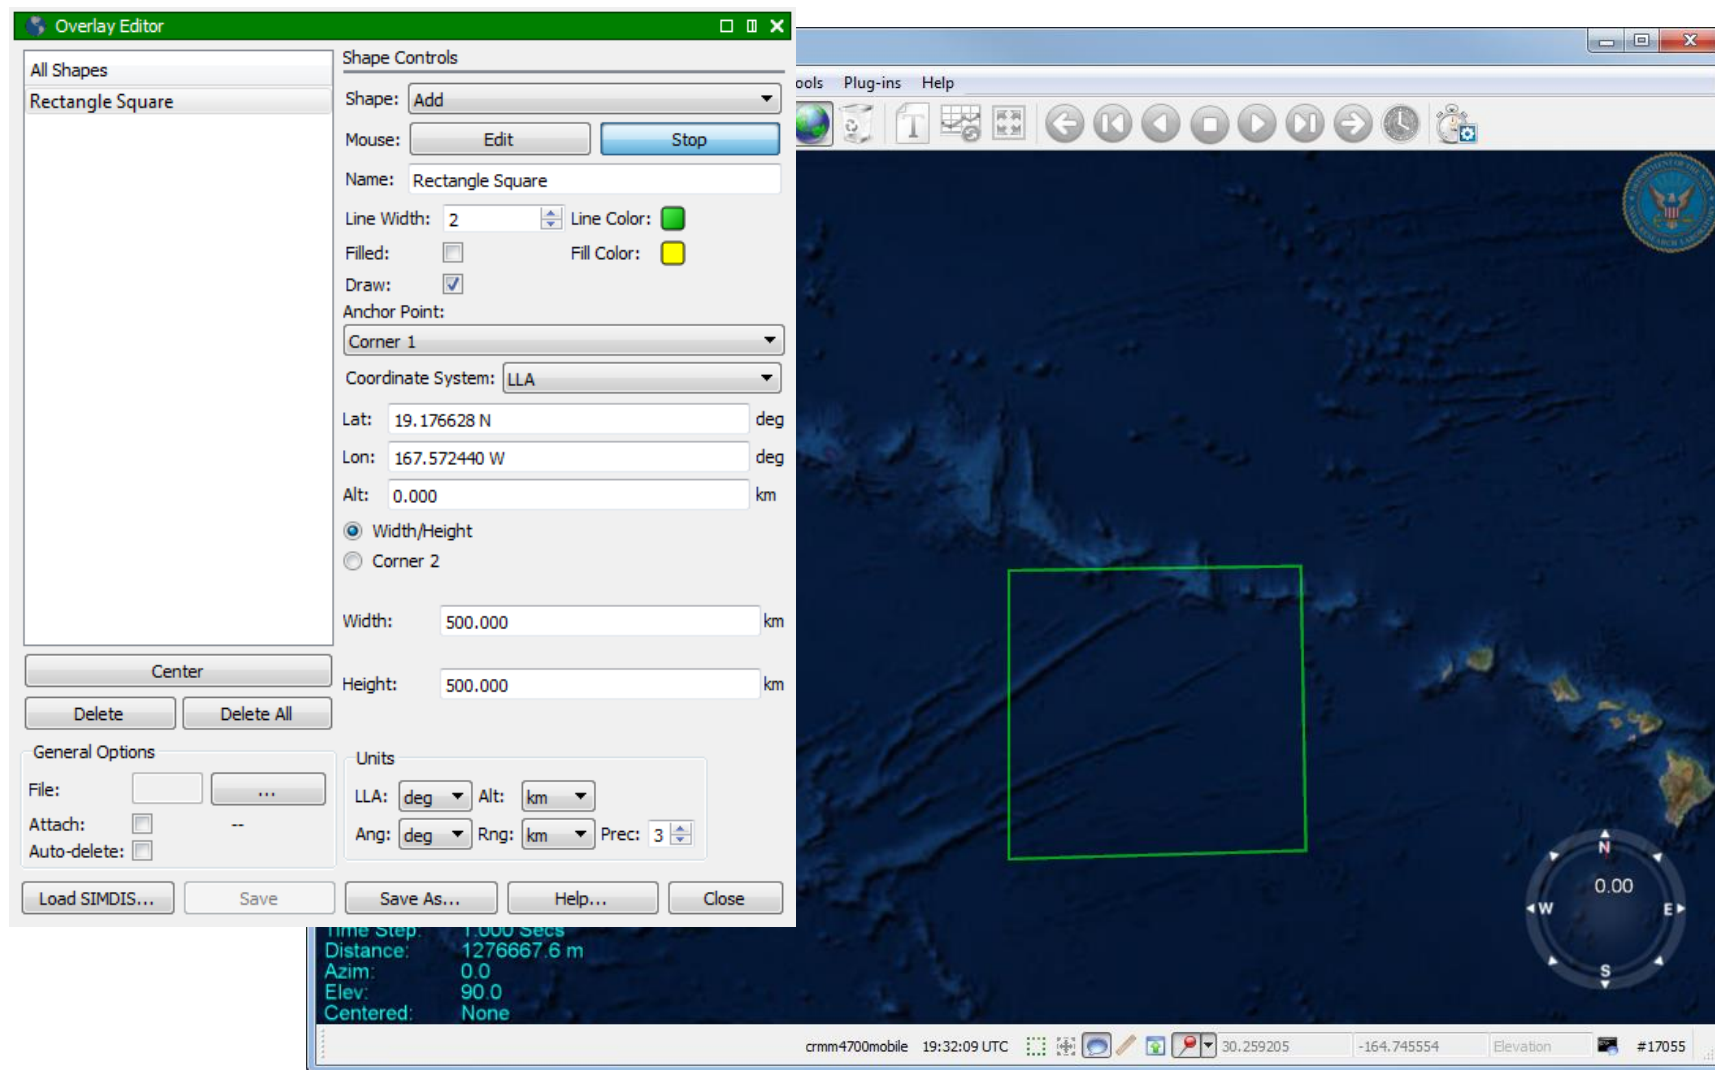 Overlay Editor
All Shapes
Rectangle Square
Shape Controls
Shape: Add
Mouse: Edit Stop
Name: Rectangle Square
Line Width: 2 Line Color:
Filled: Fill Color:
Draw:
Anchor Point:
Corner 1
Coordinate System: LLA
Lat: 19.176628 N deg
Lon: 167.572440 W deg
Alt: 0.000 km
Width/Height
Corner 2
Width: 500.000 km
Height: 500.000 km
Center
Delete Delete All
General Options
File: ...
Attach: --
Auto-delete:
Units
LLA: deg Alt: km
Ang: deg Rng: km Prec: 3
Load SIMDIS... Save Save As... Help... Close
ools Plug-ins Help
T
N
0.00
W E
S
Time Step: 1.000 Secs
Distance: 1276667.6 m
Azim: 0.0
Elev: 90.0
Centered: None
crmm4700mobile 19:32:09 UTC 30.259205 -164.745554 Elevation #17055